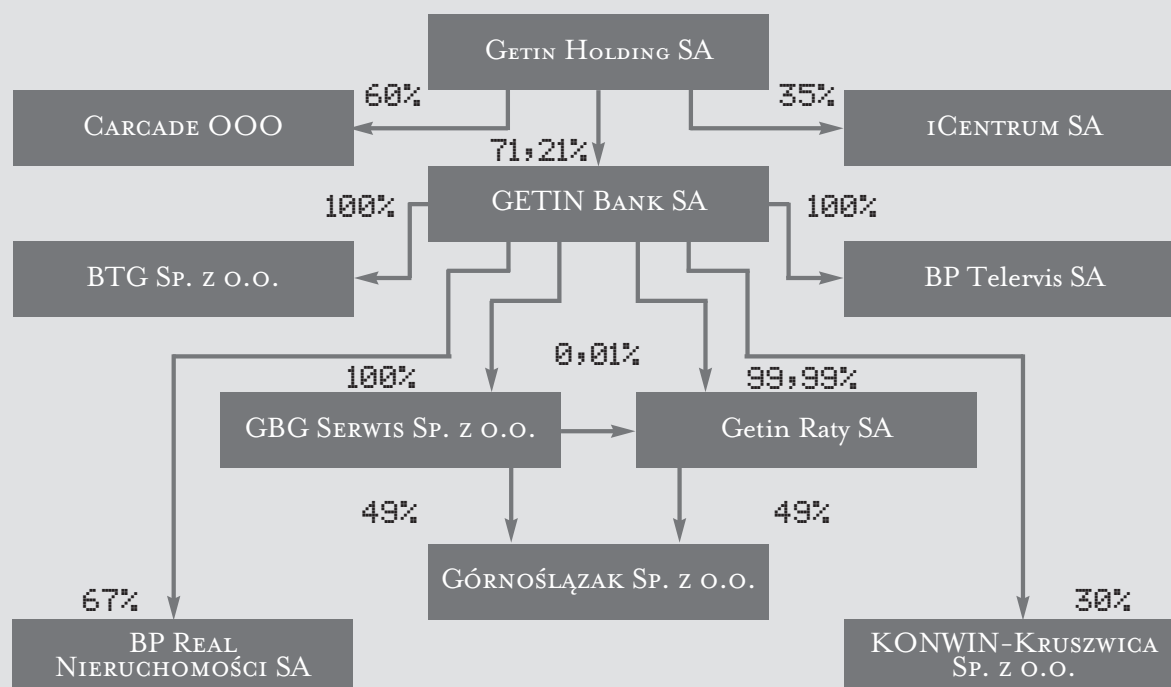 Getin Holding SA
60%
35%
Carcade OOO
iCentrum SA
71,21%
GETIN Bank SA
100%
100%
BTG Sp. z o.o.
BP Telervis SA
0,01%
100%
99,99%
GBG Serwis Sp. z o.o.
Getin Raty SA
49%
49%
Górnoślązak Sp. z o.o.
67%
30%
BP Real
Nieruchomości SA
KONWIN-Kruszwica
Sp. z o.o.